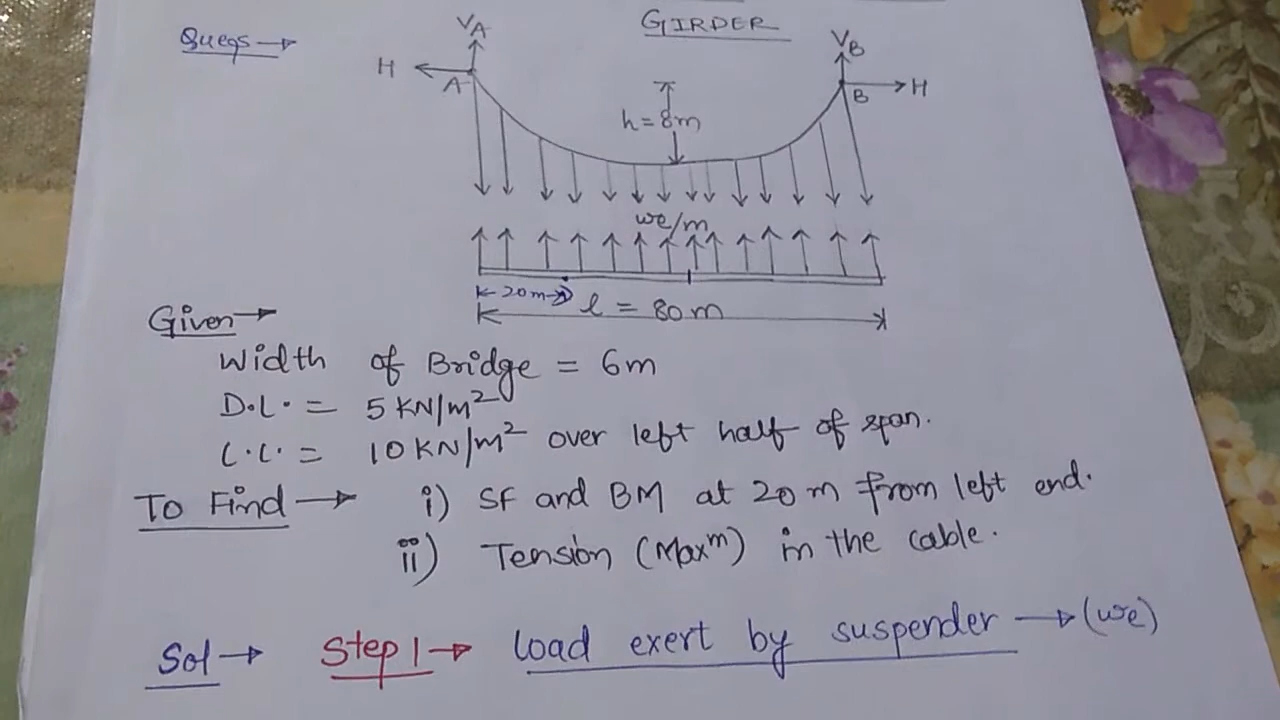 GIRDER
Ques →
VA
VB
H
A
B
H
h = 8m
we/m
20m
l = 80m
Given →
Width of Bridge = 6m
D.L. = 5 KN/m²
L.L. = 10 KN/m² over left half of span.
To Find → i) SF and BM at 20 m from left end.
ii) Tension (Maxᵐ) in the cable.
Sol → Step 1 → load exert by suspender → (we)